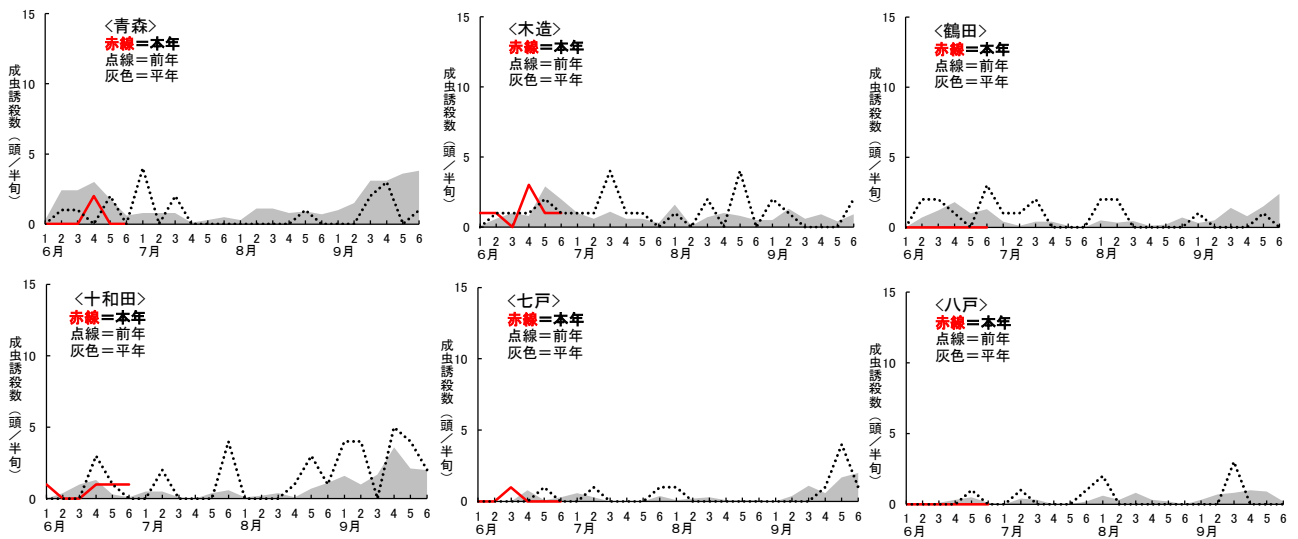 <青森>
赤線=本年
点線=前年
灰色=平年
成虫誘殺数(頭/半旬)
15
10
5
0
1 2 3 4 5 6 1 2 3 4 5 6 1 2 3 4 5 6 1 2 3 4 5 6
6月 7月 8月 9月
<木造>
赤線=本年
点線=前年
灰色=平年
成虫誘殺数(頭/半旬)
15
10
5
0
1 2 3 4 5 6 1 2 3 4 5 6 1 2 3 4 5 6 1 2 3 4 5 6
6月 7月 8月 9月
<鶴田>
赤線=本年
点線=前年
灰色=平年
成虫誘殺数(頭/半旬)
15
10
5
0
1 2 3 4 5 6 1 2 3 4 5 6 1 2 3 4 5 6 1 2 3 4 5 6
6月 7月 8月 9月
<十和田>
赤線=本年
点線=前年
灰色=平年
成虫誘殺数(頭/半旬)
15
10
5
0
1 2 3 4 5 6 1 2 3 4 5 6 1 2 3 4 5 6 1 2 3 4 5 6
6月 7月 8月 9月
<七戸>
赤線=本年
点線=前年
灰色=平年
成虫誘殺数(頭/半旬)
15
10
5
0
1 2 3 4 5 6 1 2 3 4 5 6 1 2 3 4 5 6 1 2 3 4 5 6
6月 7月 8月 9月
<八戸>
赤線=本年
点線=前年
灰色=平年
成虫誘殺数(頭/半旬)
15
10
5
0
1 2 3 4 5 6 1 2 3 4 5 6 1 2 3 4 5 6 1 2 3 4 5 6
6月 7月 8月 9月